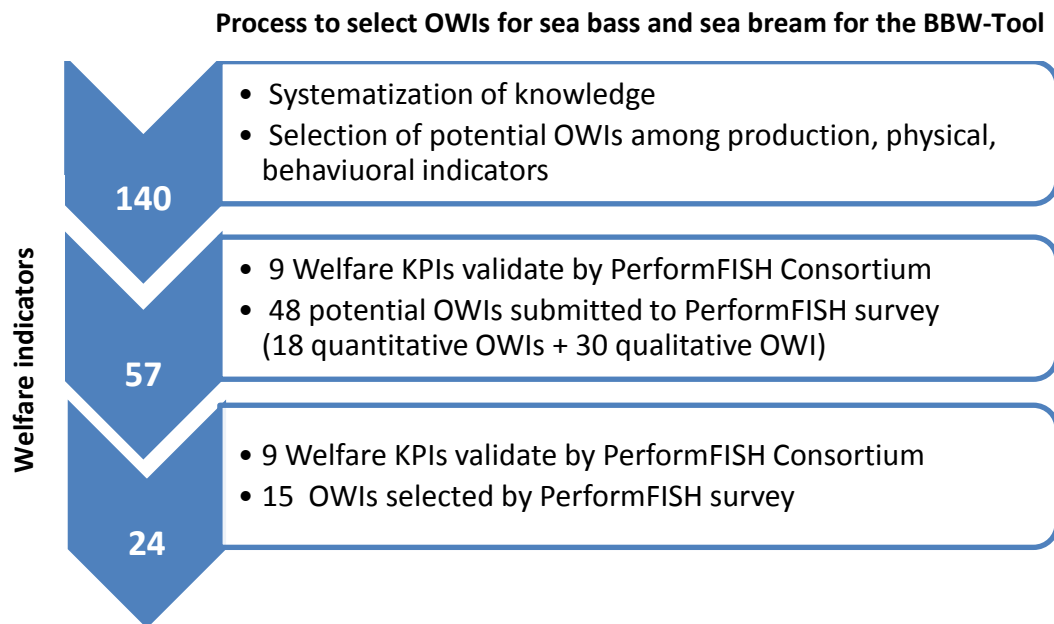 Process to select OWIs for sea bass and sea bream for the BBW-Tool
Welfare indicators
140
• Systematization of knowledge
• Selection of potential OWIs among production, physical,
behaviuoral indicators
57
• 9 Welfare KPIs validate by PerformFISH Consortium
• 48 potential OWIs submitted to PerformFISH survey
(18 quantitative OWIs + 30 qualitative OWI)
24
• 9 Welfare KPIs validate by PerformFISH Consortium
• 15 OWIs selected by PerformFISH survey